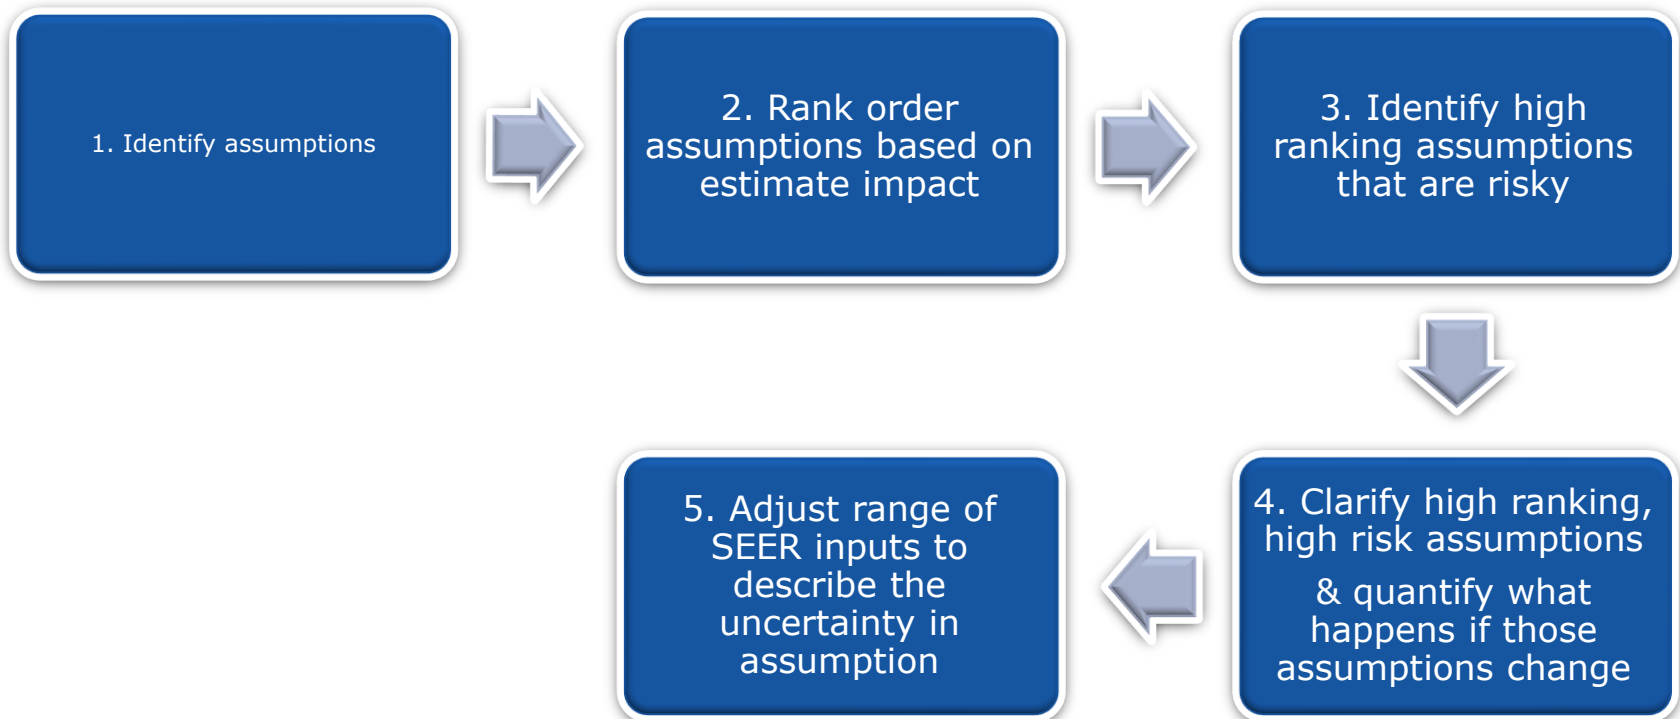 1. Identify assumptions
2. Rank order
assumptions based on
estimate impact
3. Identify high
ranking assumptions
that are risky
4. Clarify high ranking,
high risk assumptions
& quantify what
happens if those
assumptions change
5. Adjust range of
SEER inputs to
describe the
uncertainty in
assumption